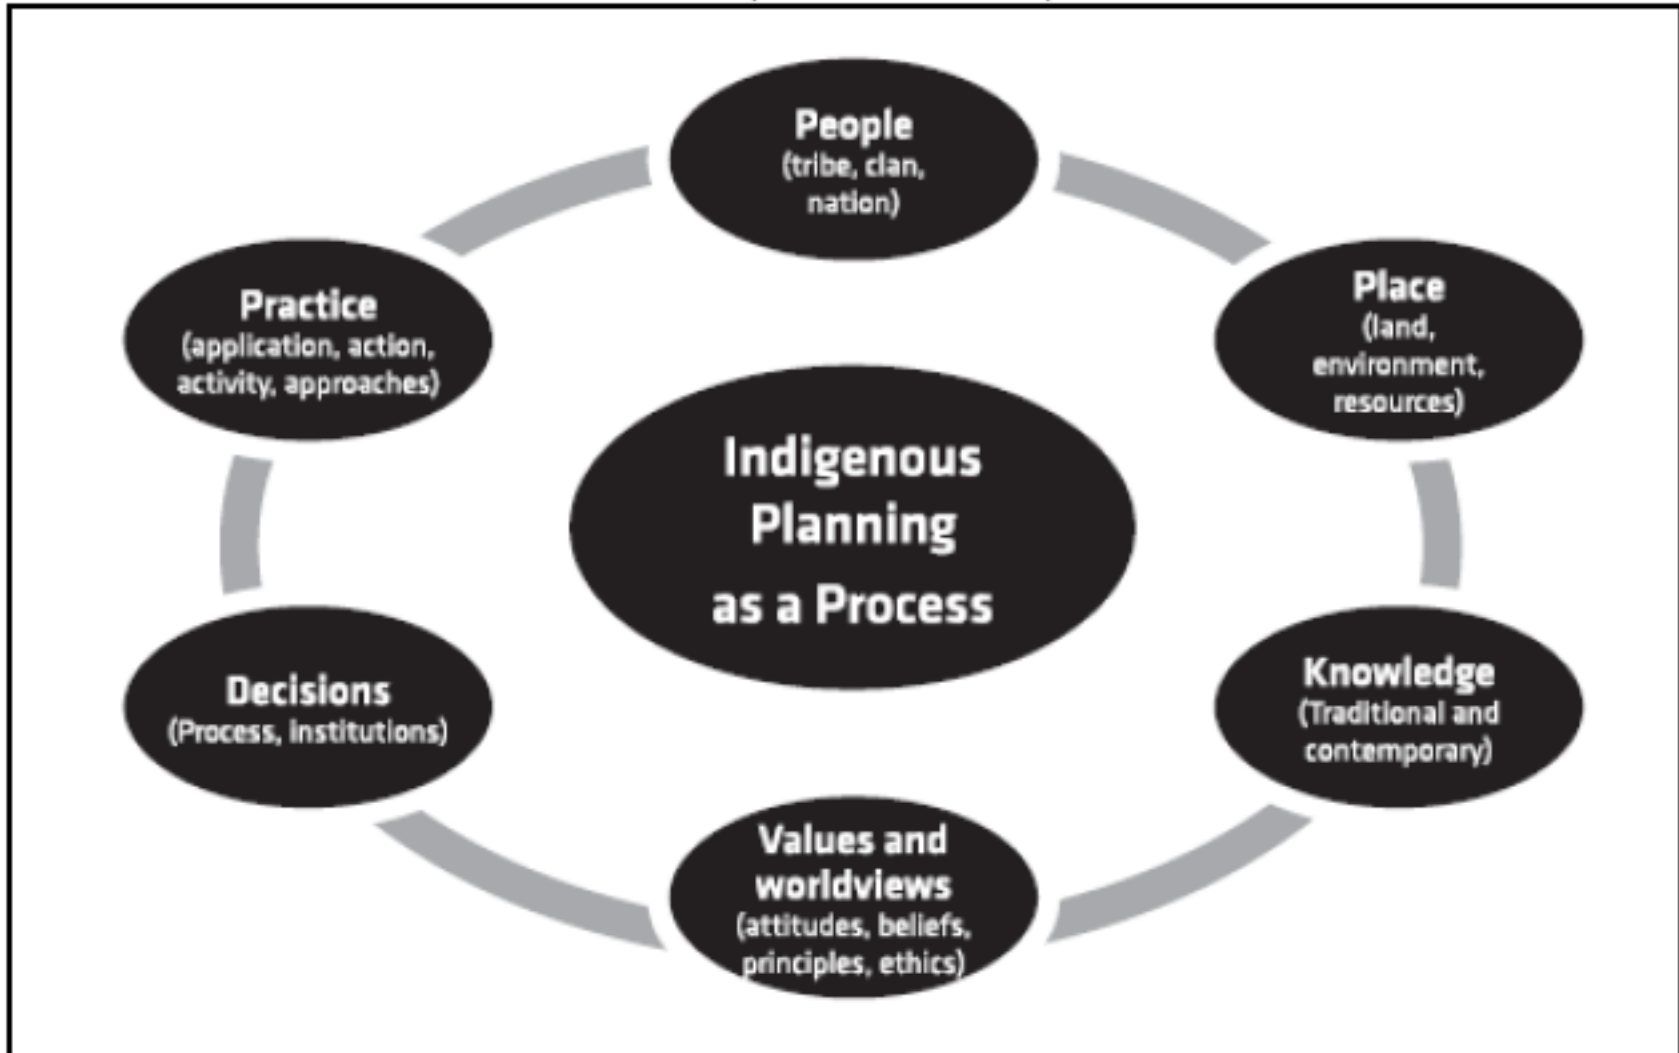 People
(tribe, clan,
nation)
Place
(land,
environment,
resources)
Knowledge
(Traditional and
contemporary)
Values and
worldviews
(attitudes, beliefs,
principles, ethics)
Decisions
(Process, institutions)
Practice
(application, action,
activity, approaches)
Indigenous
Planning
as a Process